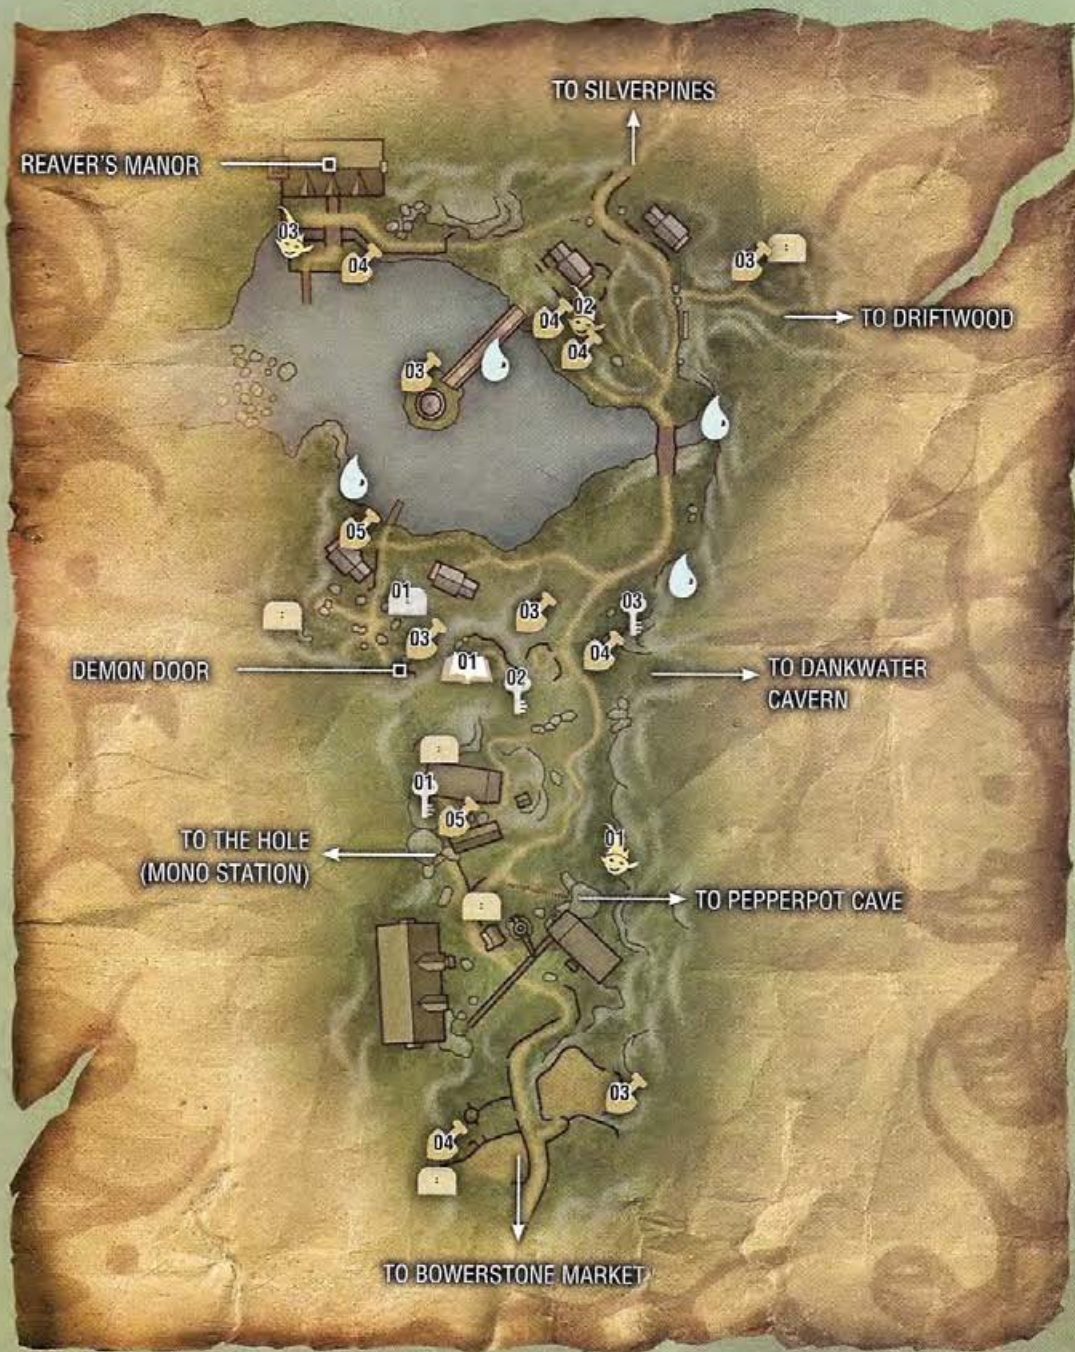 TO SILVERPINES
REAVER'S MANOR
03
04
03
04
02
04
TO DRIFTWOOD
03
05
01
03
03
03
04
DEMON DOOR
01
02
TO DANKWATER
CAVERN
01
05
TO THE HOLE
(MONO STATION)
01
TO PEPPERPOT CAVE
03
04
TO BOWERSTONE MARKET